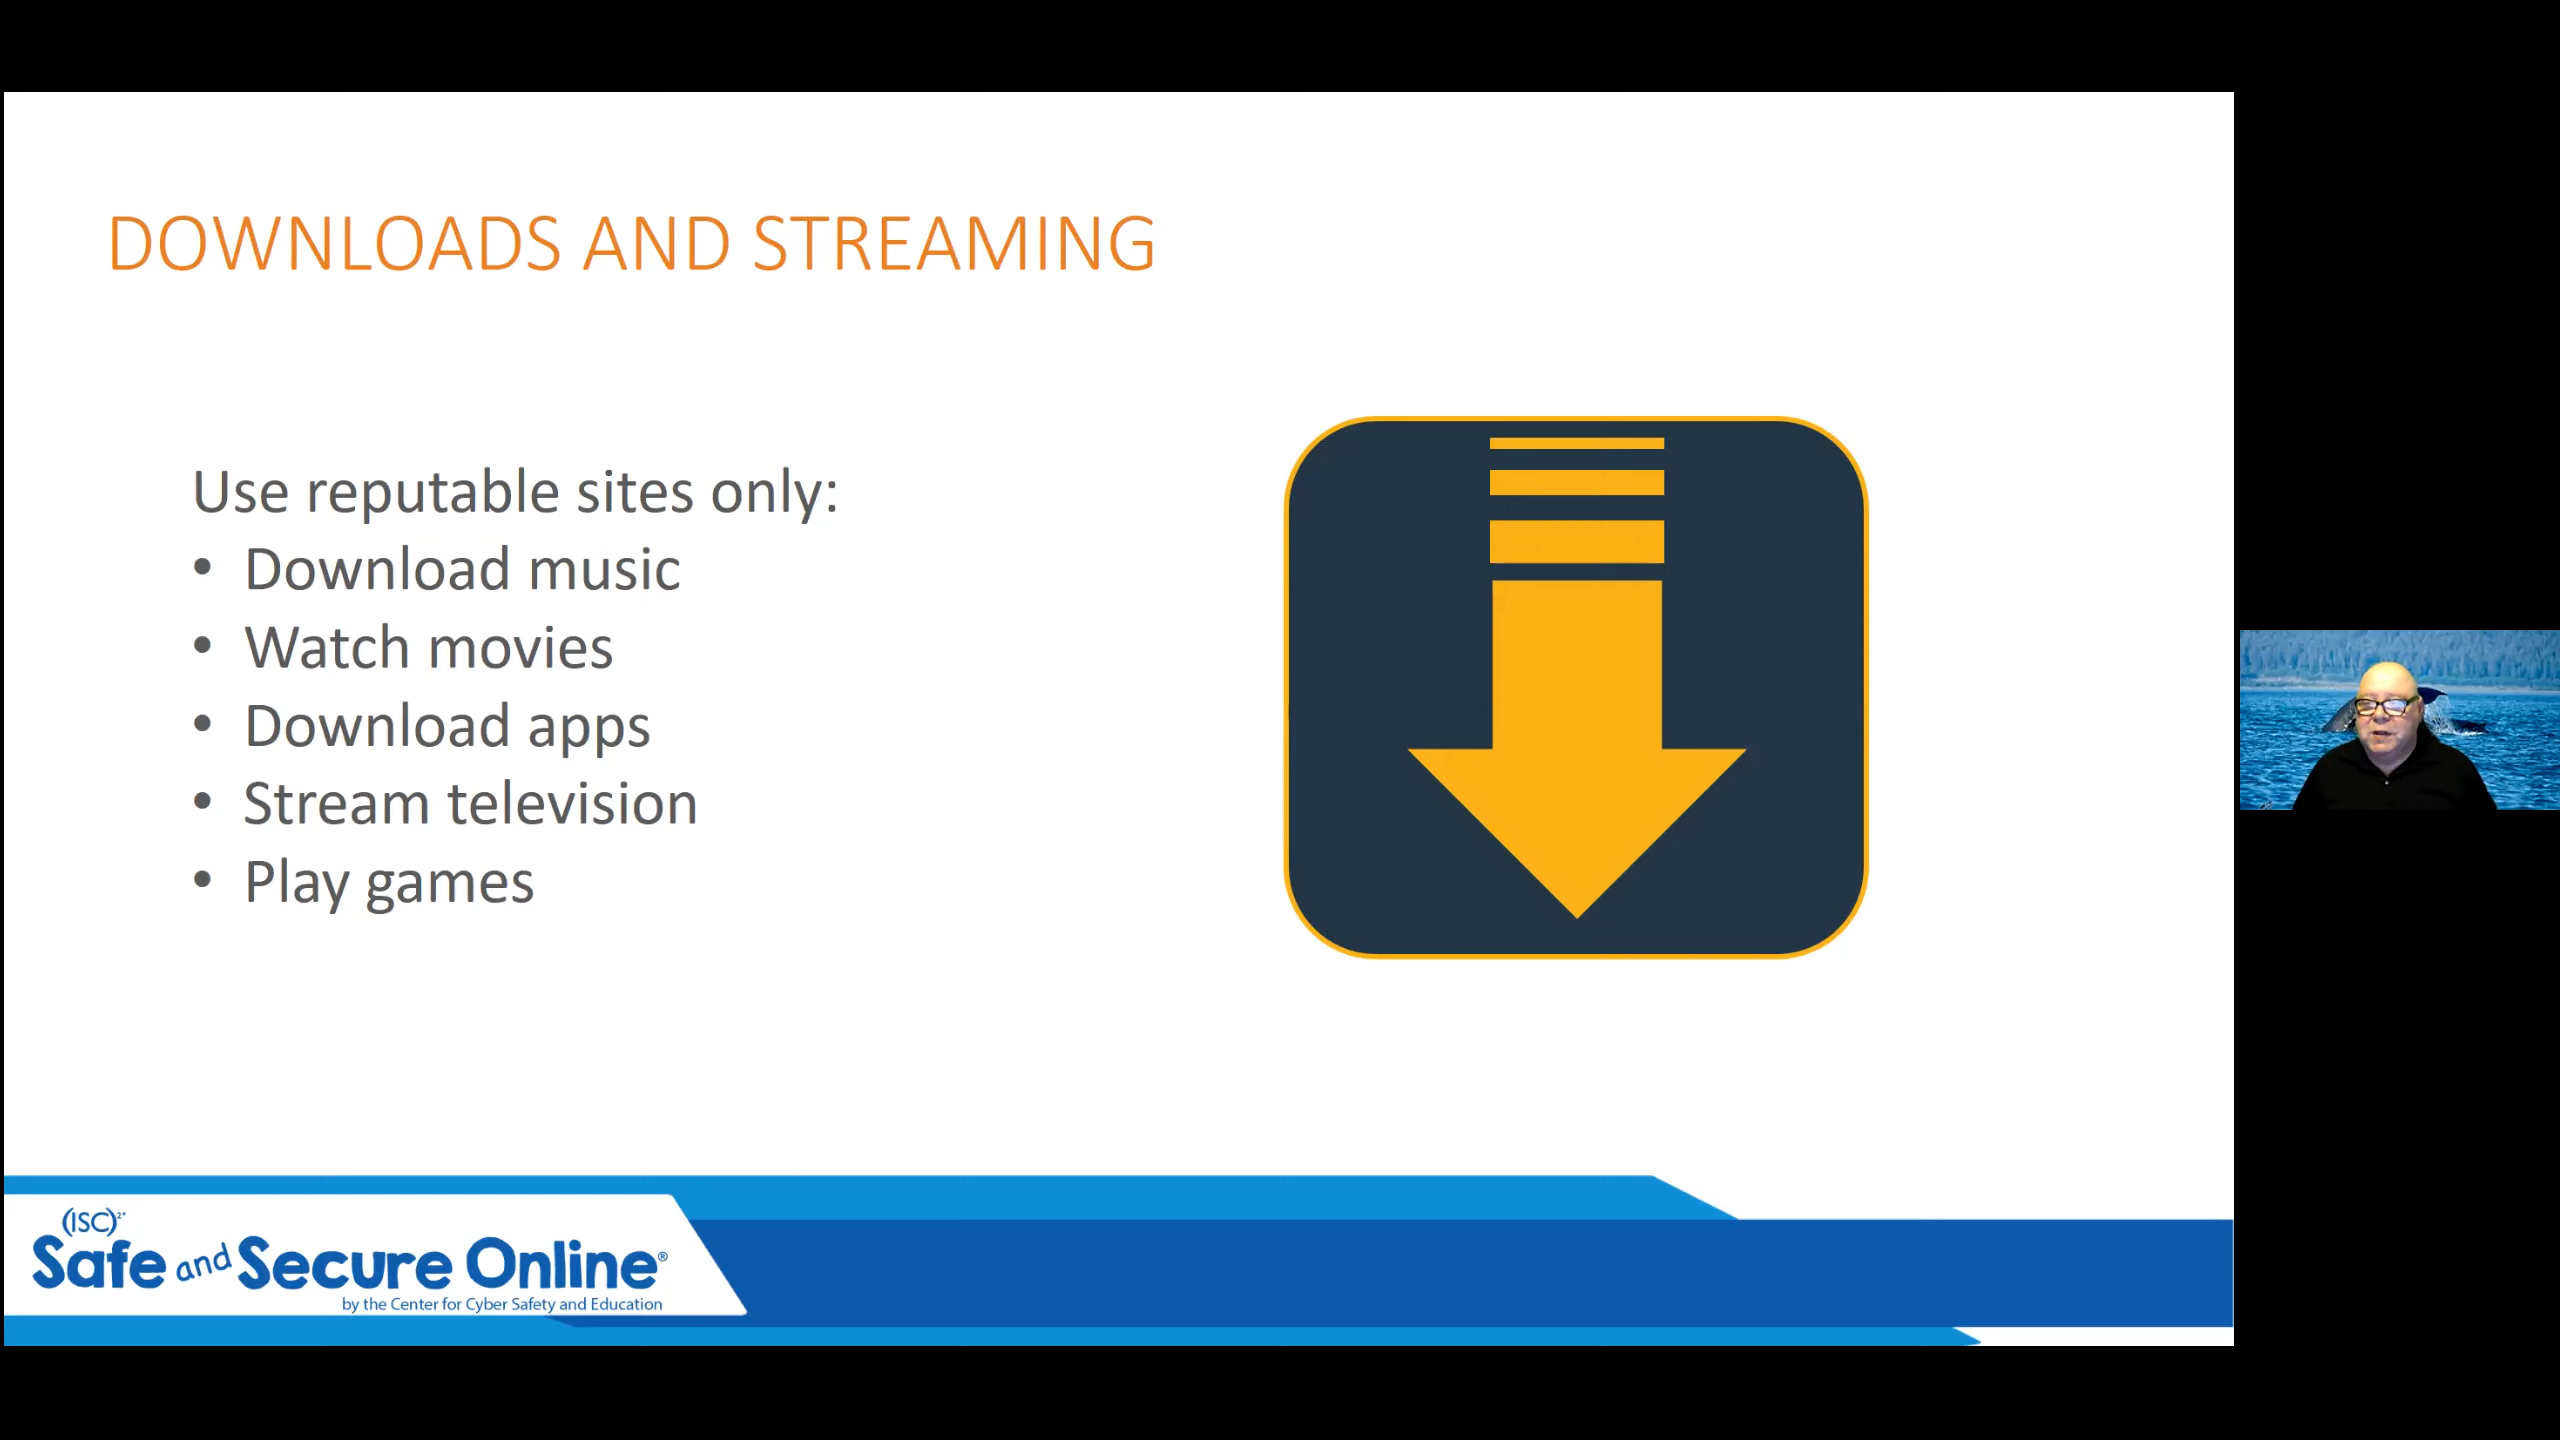 DOWNLOADS AND STREAMING
Use reputable sites only:
• Download music
• Watch movies
• Download apps
• Stream television
• Play games
(ISC)²®
Safe and Secure Online®
by the Center for Cyber Safety and Education